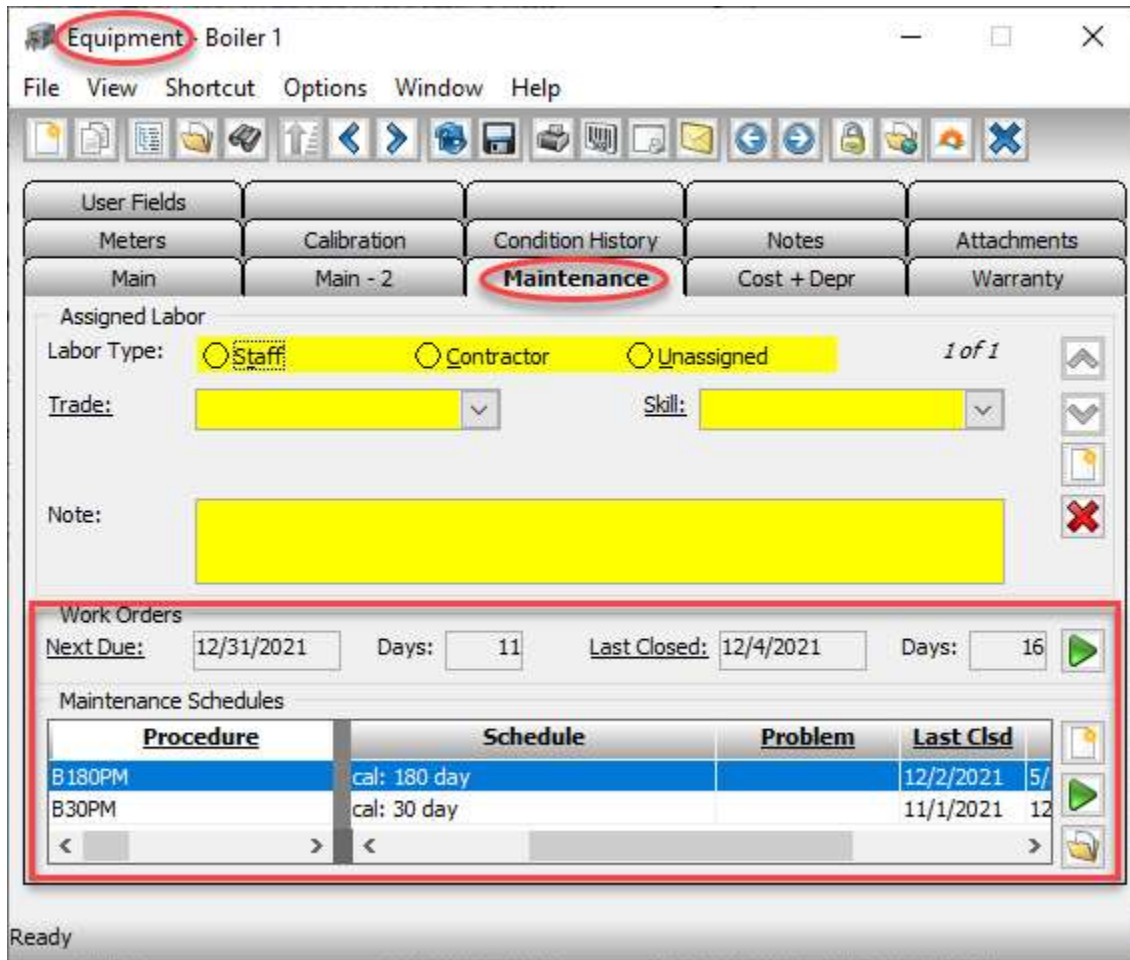 Equipment - Boiler 1
File View Shortcut Options Window Help
User Fields
Meters Calibration Condition History Notes Attachments
Main Main - 2 Maintenance Cost + Depr Warranty
Assigned Labor
Labor Type: Staff Contractor Unassigned 1 of 1
Trade: Skill:
Note:
Work Orders
Next Due: 12/31/2021 Days: 11 Last Closed: 12/4/2021 Days: 16
Maintenance Schedules
Procedure Schedule Problem Last Clsd
B180PM cal: 180 day 12/2/2021 5/
B30PM cal: 30 day 11/1/2021 12
Ready